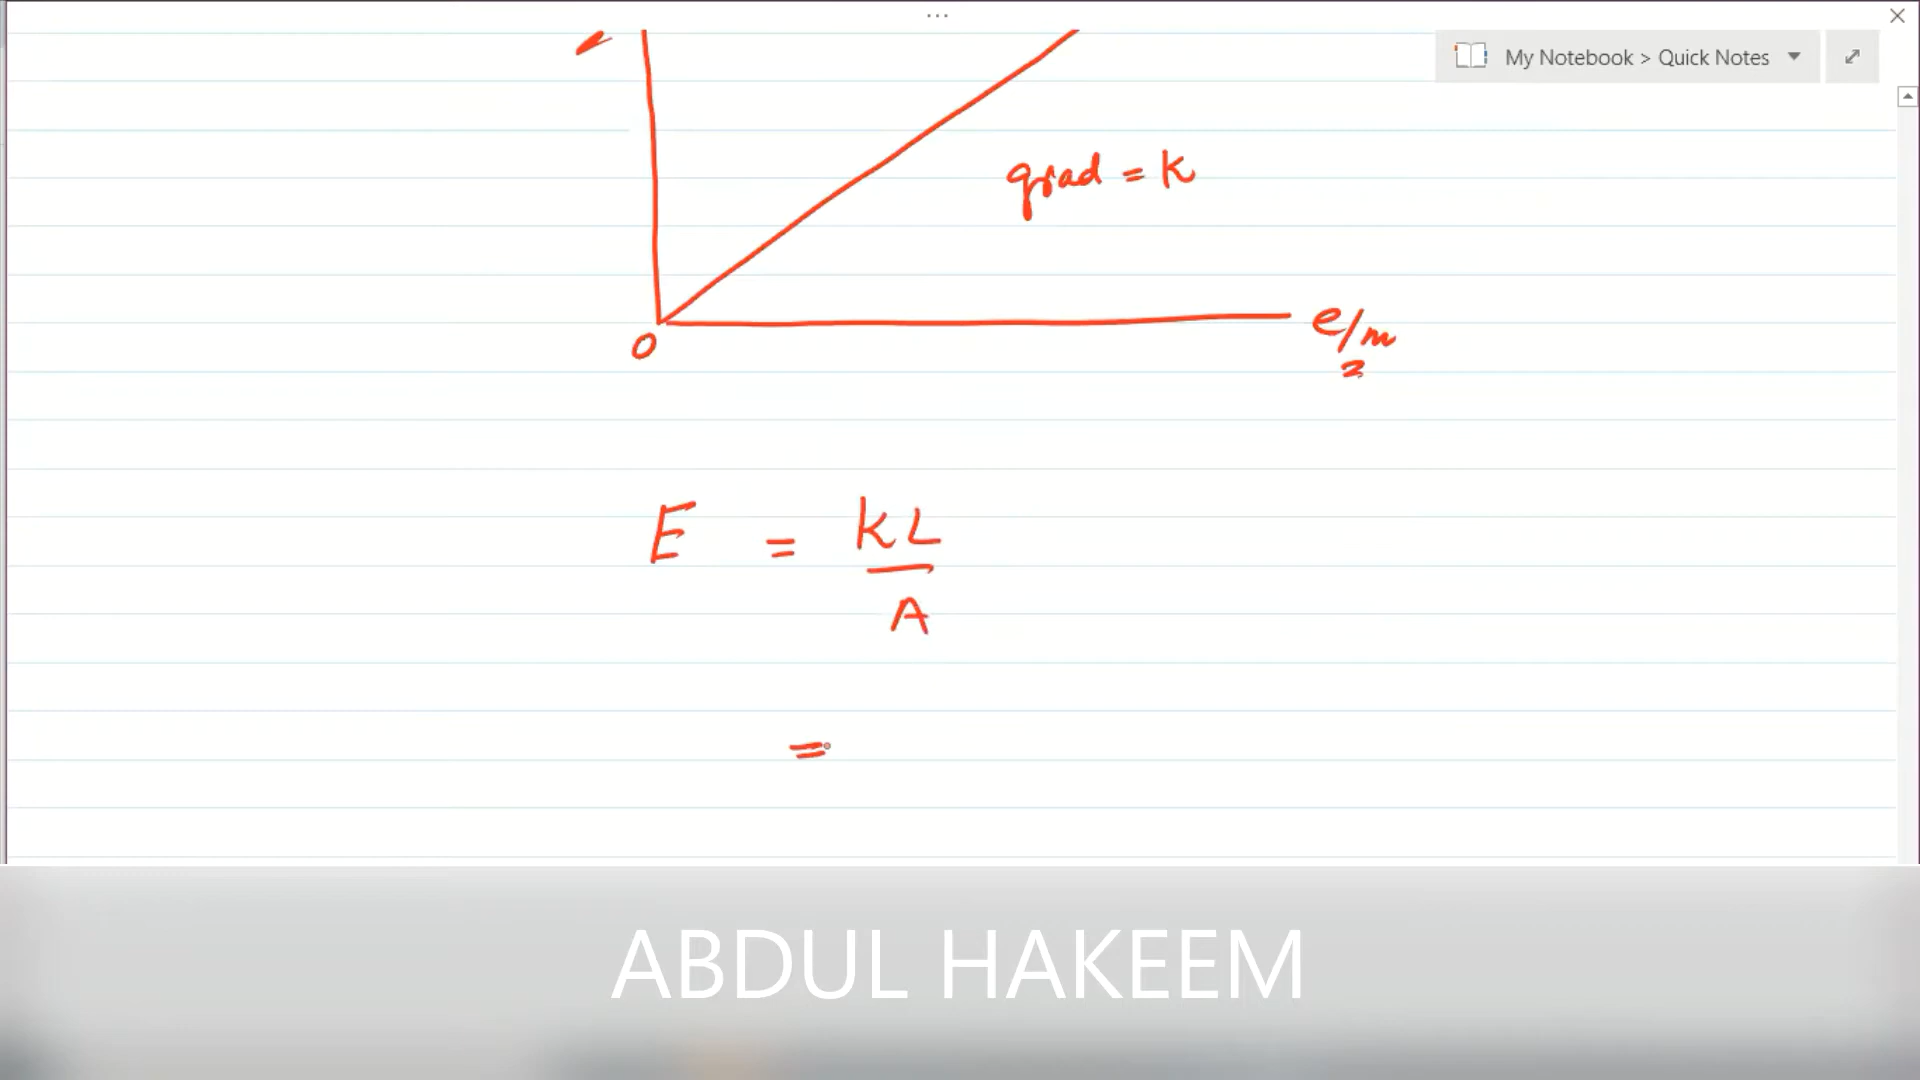 My Notebook > Quick Notes
grad = k
e/m
0
E = kL
A
=
ABDUL HAKEEM